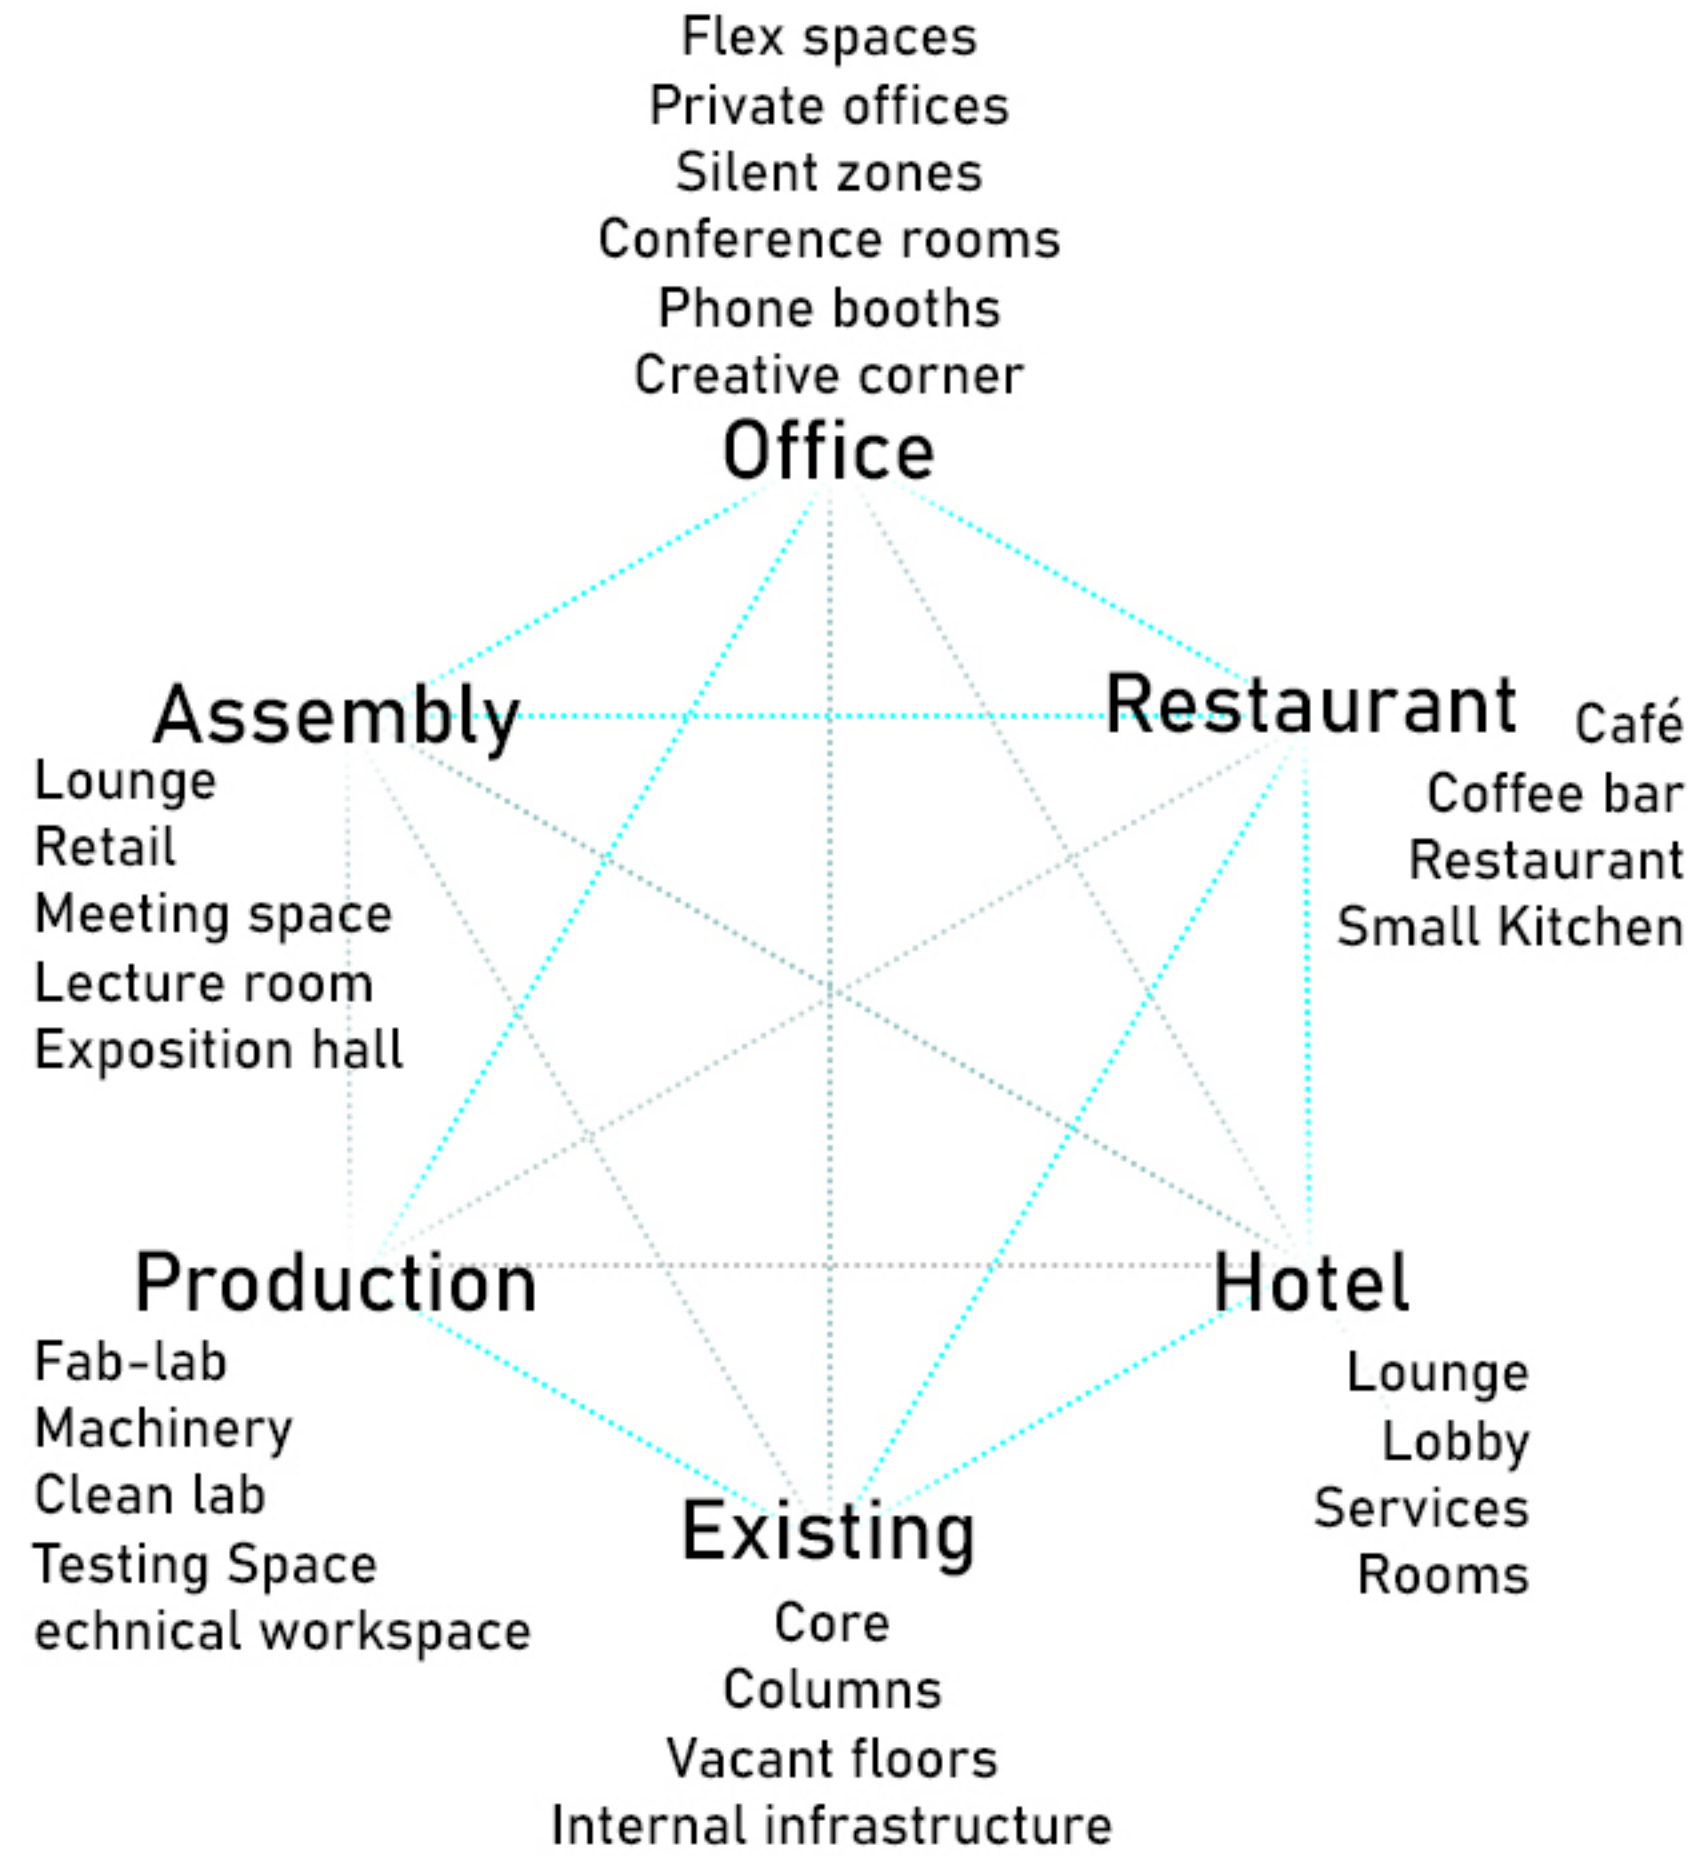 Flex spaces
Private offices
Silent zones
Conference rooms
Phone booths
Creative corner
Office
Assembly
Lounge
Retail
Meeting space
Lecture room
Exposition hall
Restaurant
Café
Coffee bar
Restaurant
Small Kitchen
Production
Fab-lab
Machinery
Clean lab
Testing Space
echnical workspace
Hotel
Lounge
Lobby
Services
Rooms
Existing
Core
Columns
Vacant floors
Internal infrastructure